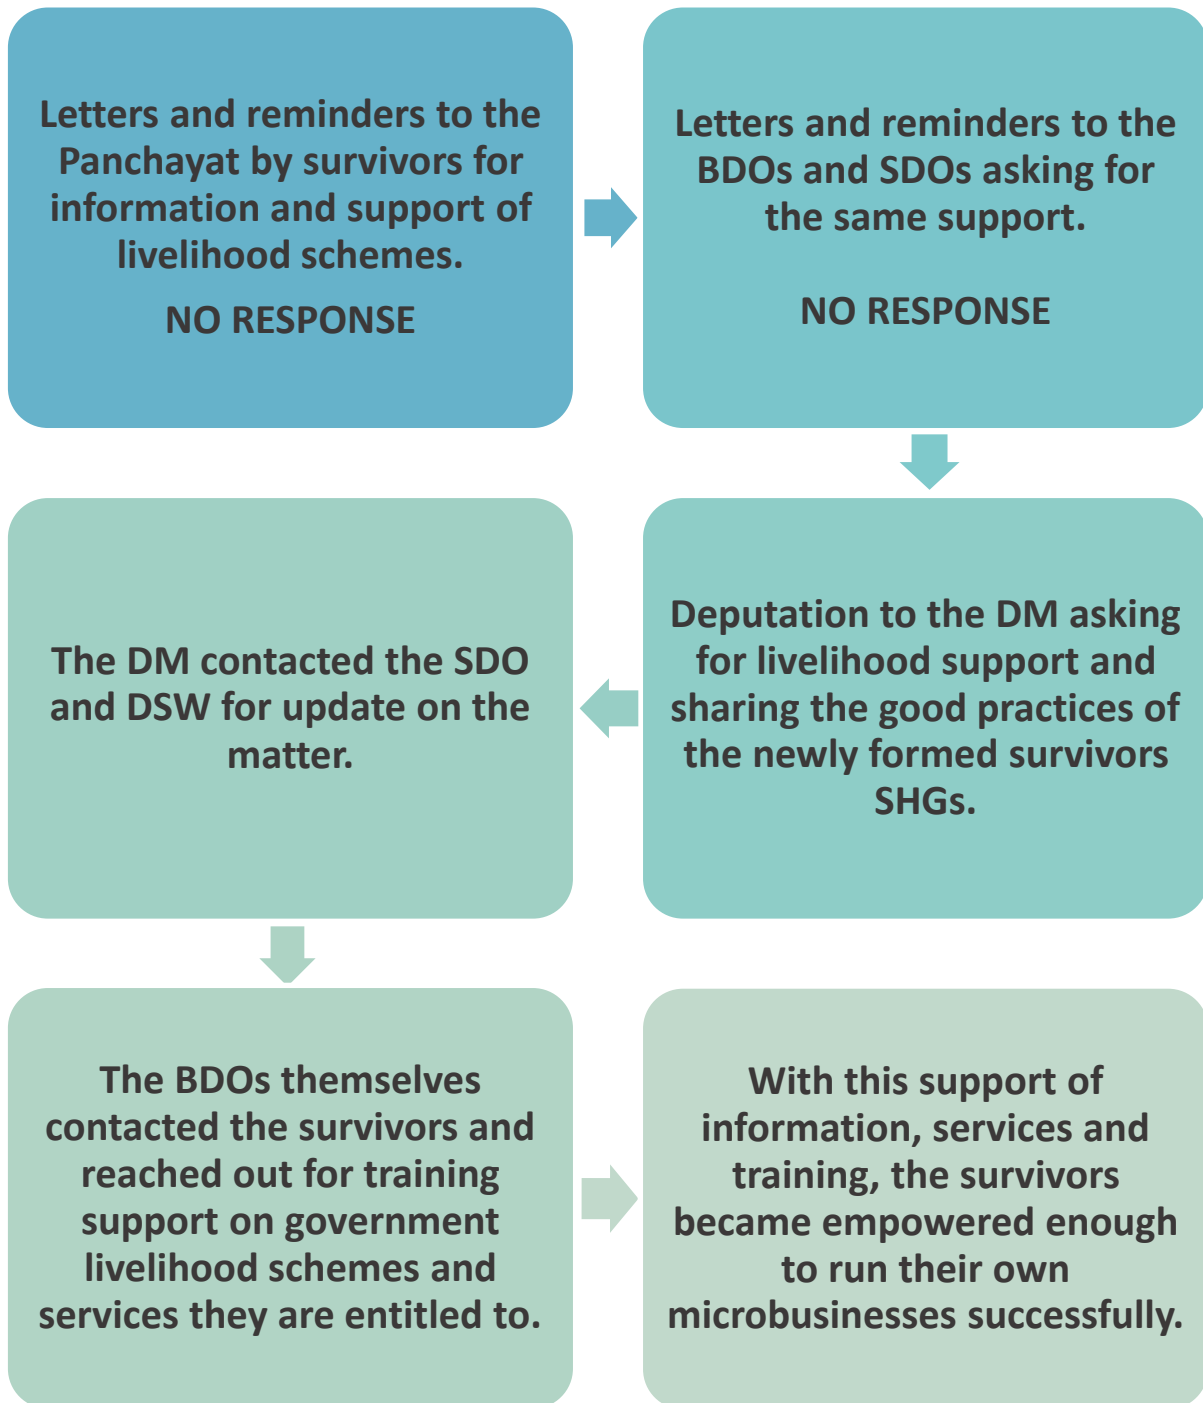 Letters and reminders to the
Panchayat by survivors for
information and support of
livelihood schemes.
NO RESPONSE
Letters and reminders to the
BDOs and SDOs asking for
the same support.
NO RESPONSE
Deputation to the DM asking
for livelihood support and
sharing the good practices of
the newly formed survivors
SHGs.
The DM contacted the SDO
and DSW for update on the
matter.
The BDOs themselves
contacted the survivors and
reached out for training
support on government
livelihood schemes and
services they are entitled to.
With this support of
information, services and
training, the survivors
became empowered enough
to run their own
microbusinesses successfully.